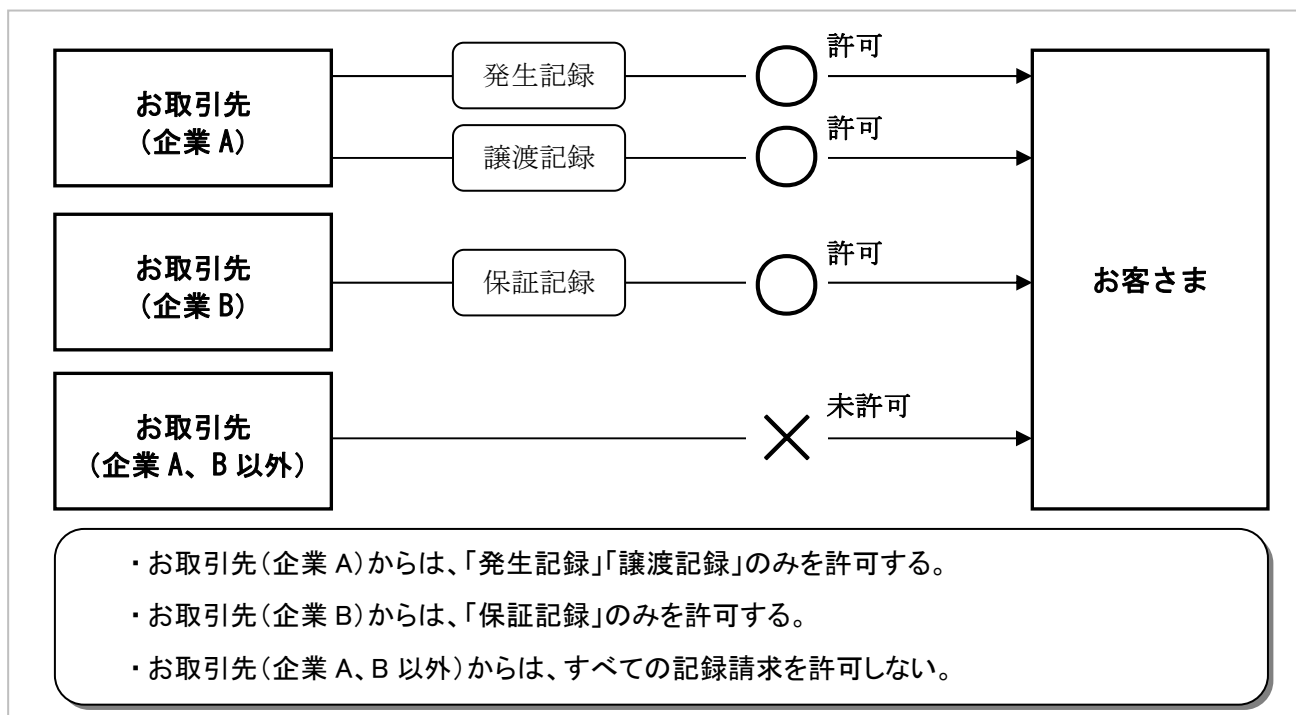 お取引先
(企業 A)
発生記録
許可
譲渡記録
許可
お取引先
(企業 B)
保証記録
許可
お取引先
(企業 A、B 以外)
未許可
お客さま
・お取引先(企業 A)からは、「発生記録」「譲渡記録」のみを許可する。
・お取引先(企業 B)からは、「保証記録」のみを許可する。
・お取引先(企業 A、B 以外)からは、すべての記録請求を許可しない。